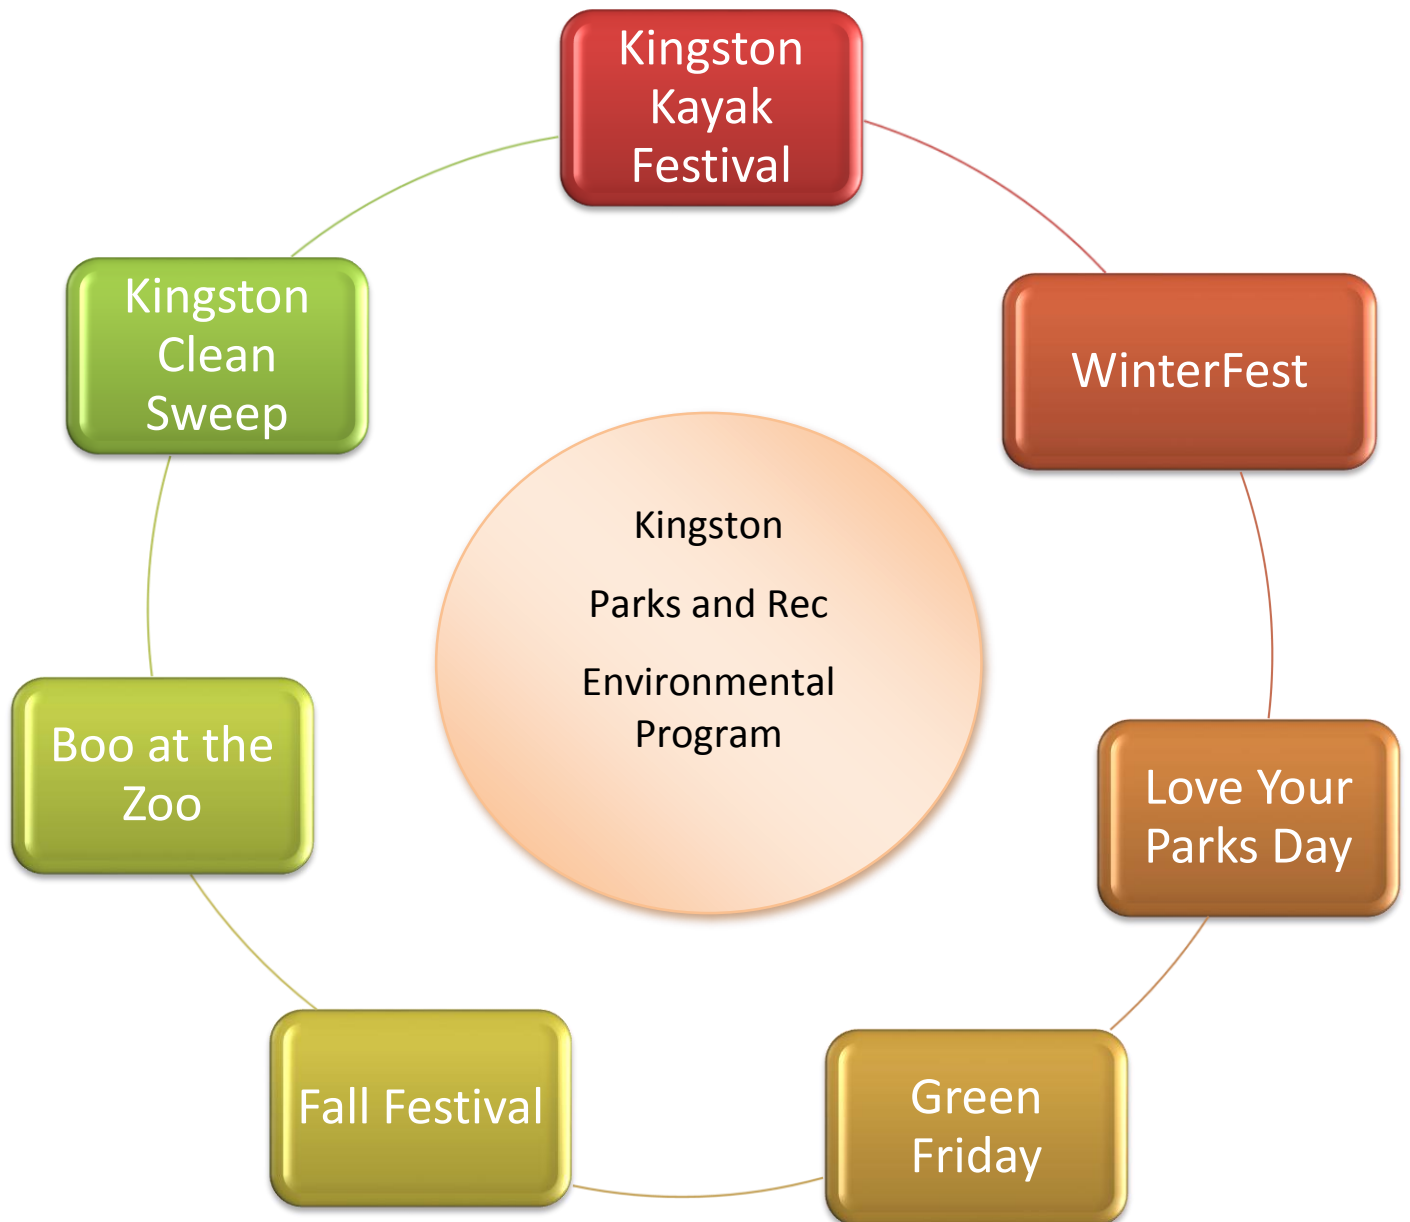 Kingston
Kayak
Festival
WinterFest
Love Your
Parks Day
Green
Friday
Fall Festival
Boo at the
Zoo
Kingston
Clean
Sweep
Kingston
Parks and Rec
Environmental
Program